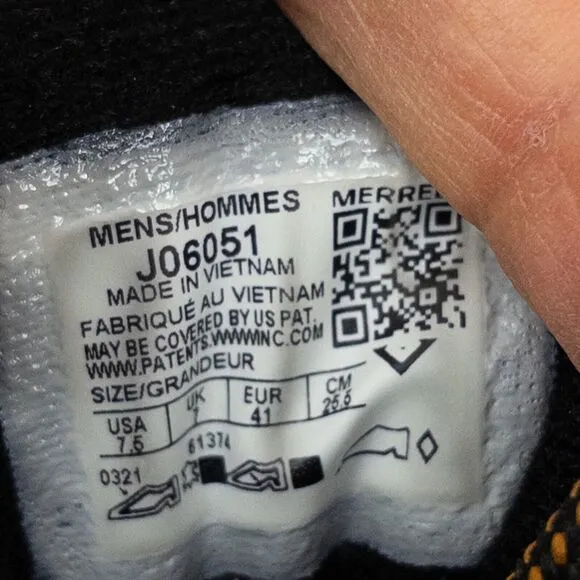 MENS/HOMMES
MERREL
J06051
MADE IN VIETNAM
FABRIQUÉ AU VIETNAM
MAY BE COVERED BY US PAT.
WWW.PATENTS.WWWINC.COM
SIZE/GRANDEUR
USA UK EUR CM
7.5 7 41 25.5
0321 61374